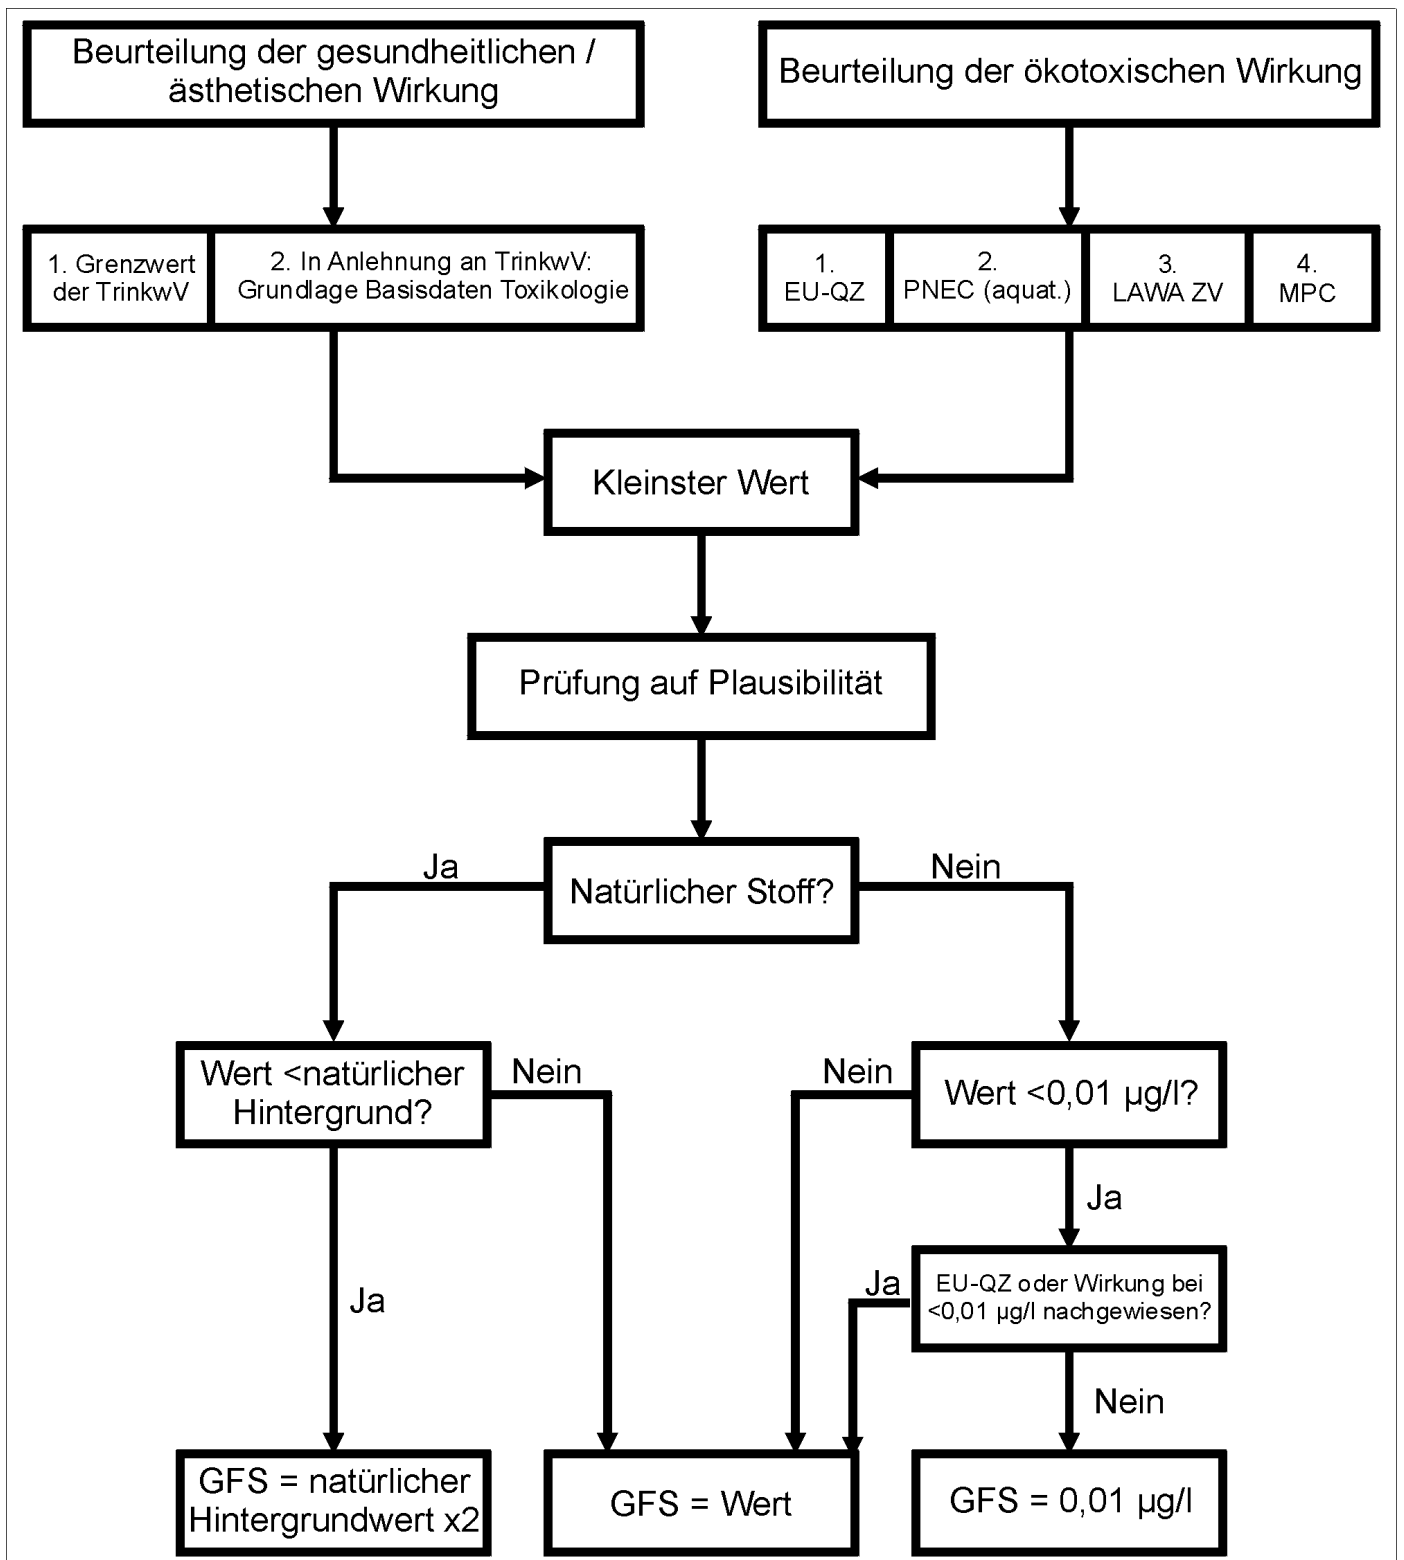 Beurteilung der gesundheitlichen /
ästhetischen Wirkung
Beurteilung der ökotoxischen Wirkung
1. Grenzwert
der TrinkwV
2. In Anlehnung an TrinkwV:
Grundlage Basisdaten Toxikologie
1.
EU-QZ
2.
PNEC (aquat.)
3.
LAWA ZV
4.
MPC
Kleinster Wert
Prüfung auf Plausibilität
Ja
Natürlicher Stoff?
Nein
Wert <natürlicher
Hintergrund?
Nein
Nein
Wert <0,01 µg/l?
Ja
Ja
Ja
EU-QZ oder Wirkung bei
<0,01 µg/l nachgewiesen?
Nein
GFS = natürlicher
Hintergrundwert x2
GFS = Wert
GFS = 0,01 µg/l